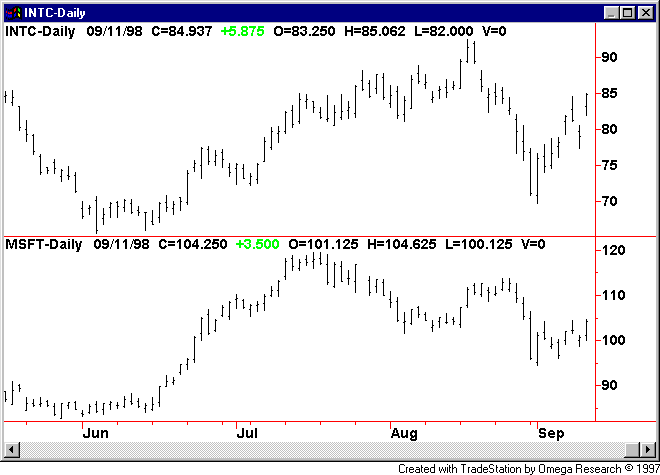 INTC-Daily
INTC-Daily 09/11/98 C=84.937 +5.875 O=83.250 H=85.062 L=82.000 V=0
90
85
80
75
70
MSFT-Daily 09/11/98 C=104.250 +3.500 O=101.125 H=104.625 L=100.125 V=0
120
110
100
90
Jun Jul Aug Sep
Created with TradeStation by Omega Research © 1997